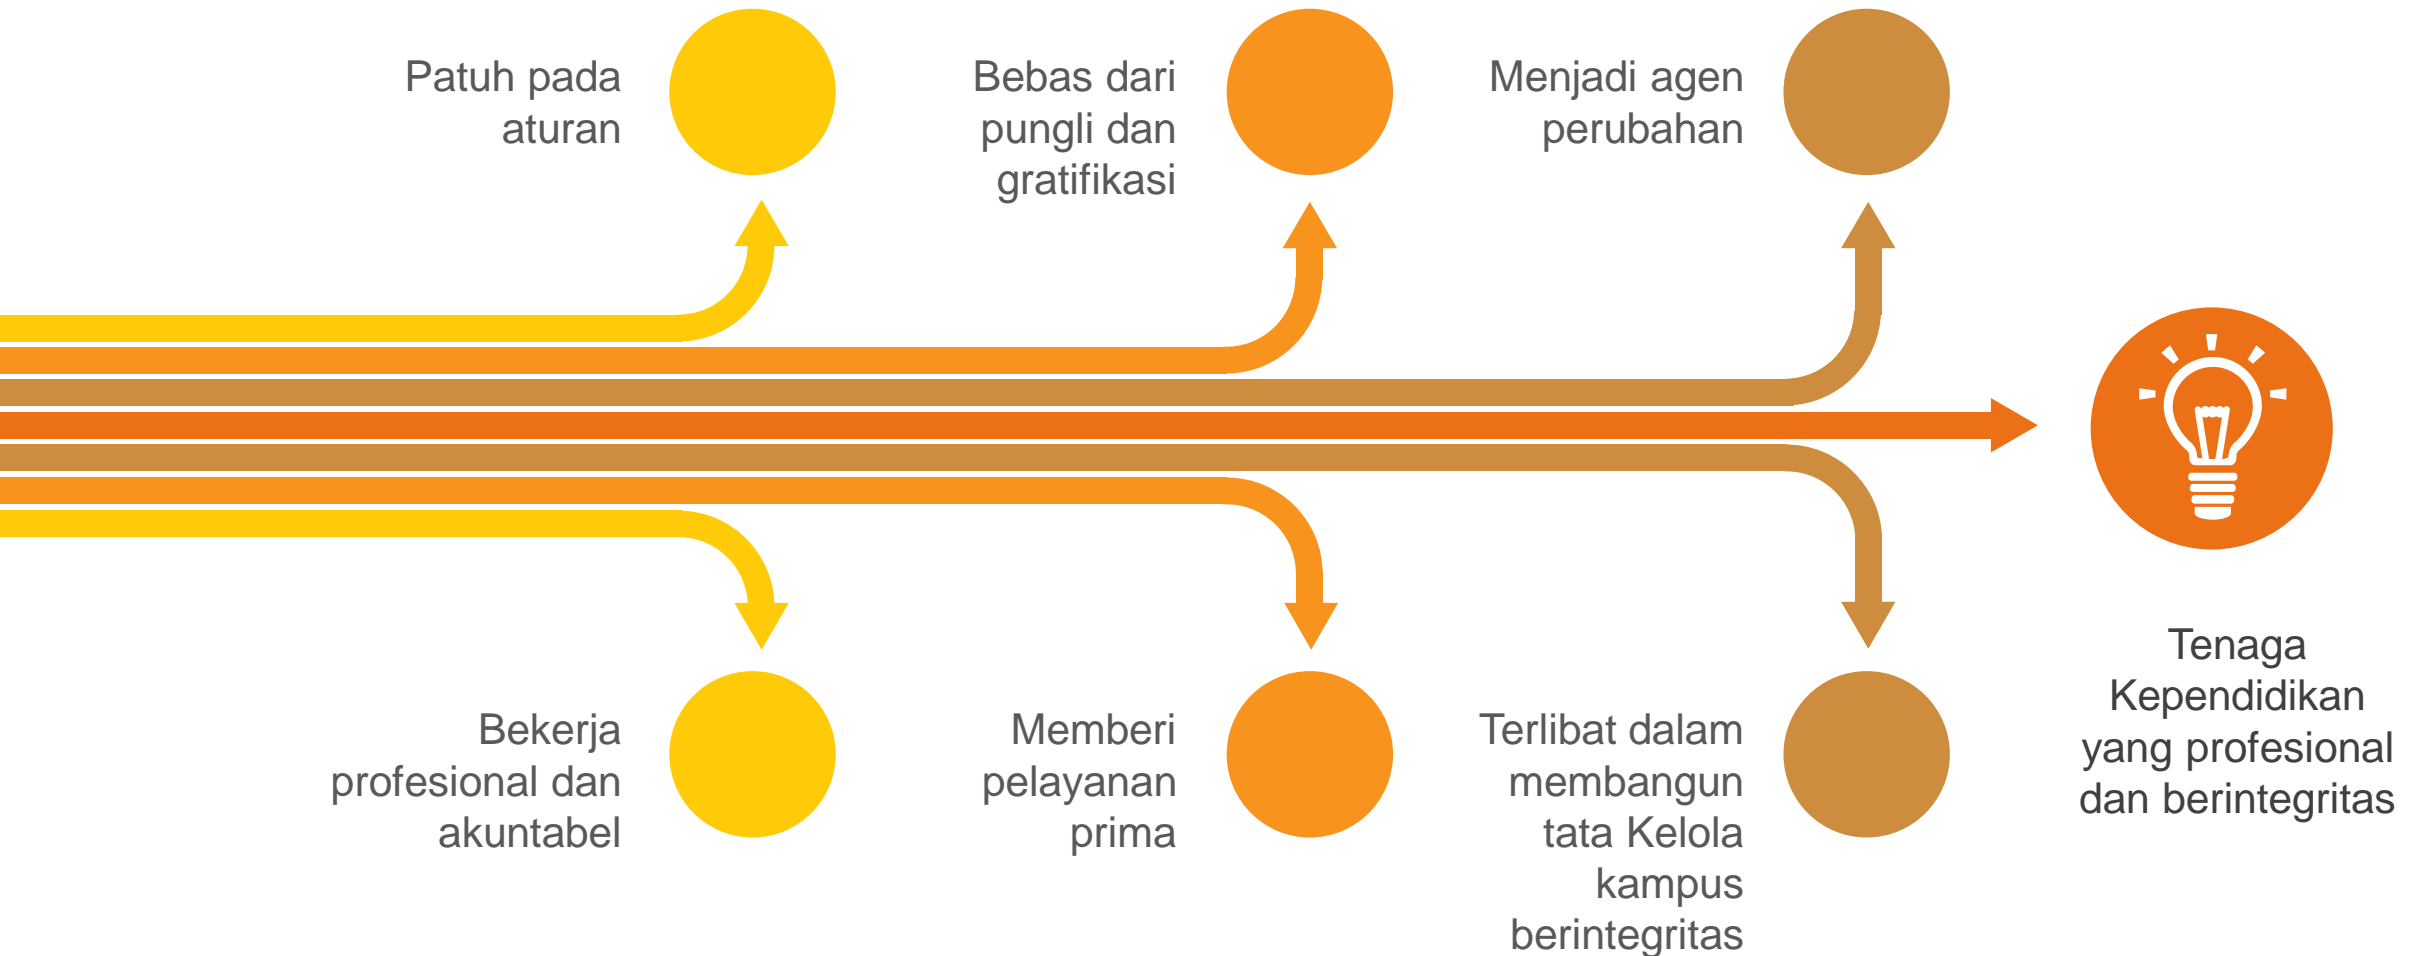 Patuh pada
aturan
Bebas dari
pungli dan
gratifikasi
Menjadi agen
perubahan
Bekerja
profesional dan
akuntabel
Memberi
pelayanan
prima
Terlibat dalam
membangun
tata Kelola
kampus
berintegritas
Tenaga
Kependidikan
yang profesional
dan berintegritas